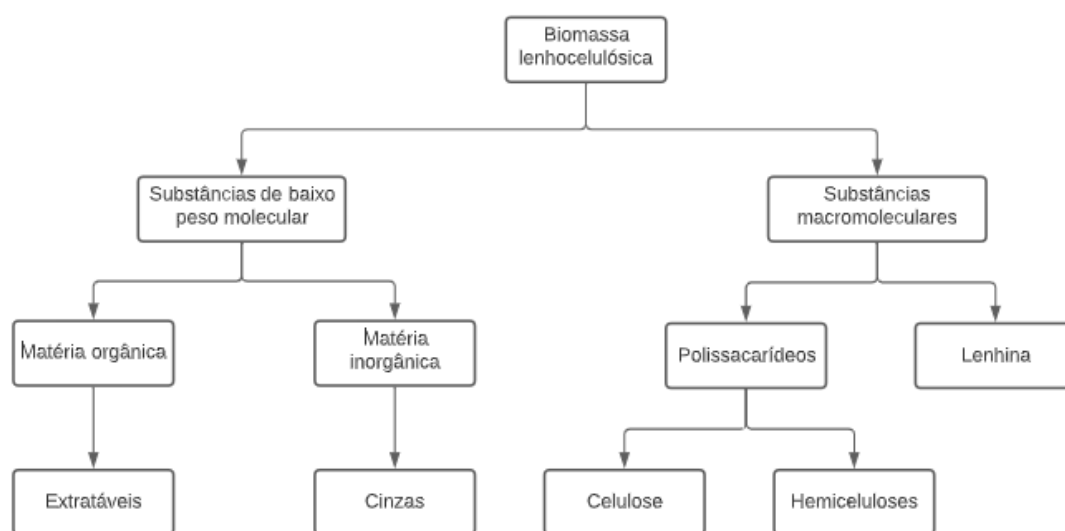 Biomassa
lenhocelulósica
Substâncias de baixo
peso molecular
Substâncias
macromoleculares
Matéria orgânica
Matéria
inorgânica
Polissacarídeos
Lenhina
Extratáveis
Cinzas
Celulose
Hemiceluloses